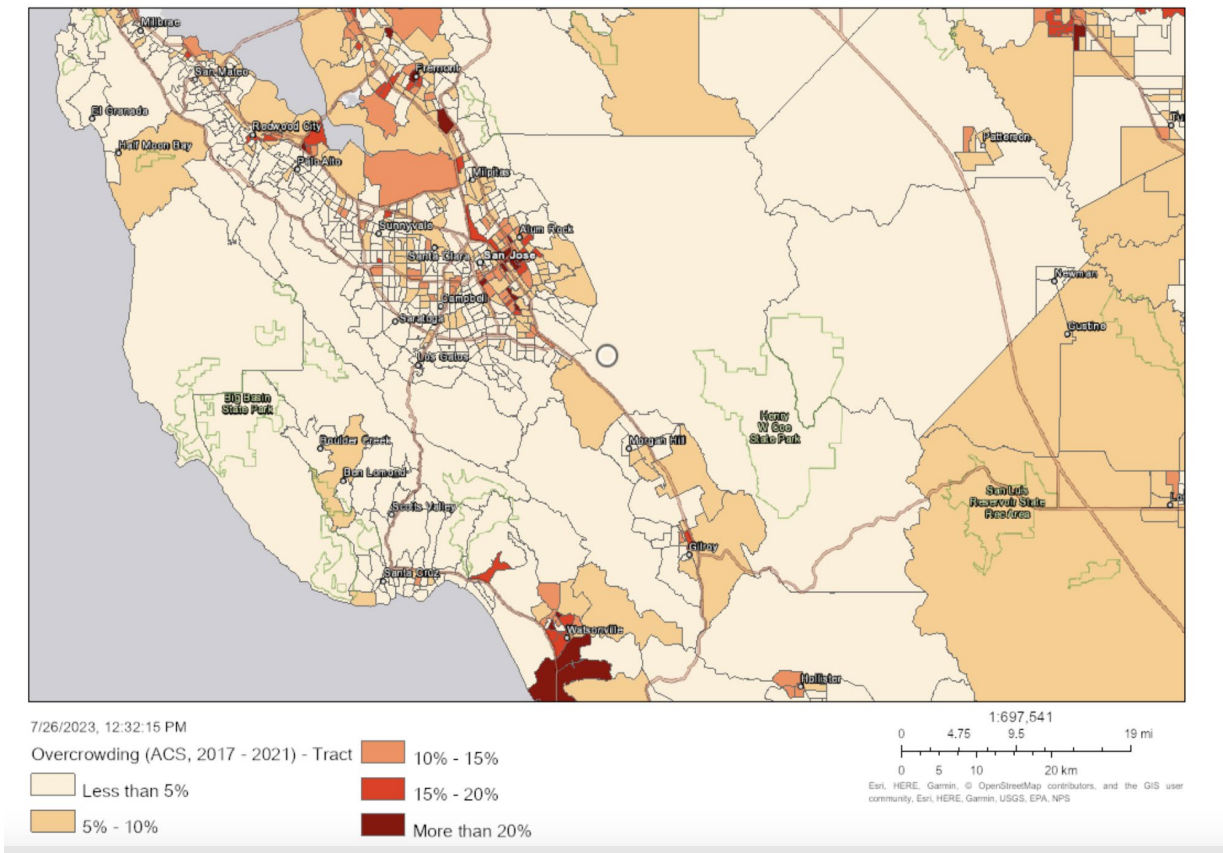 Millbrae
San Mateo
Fremont
El Granada
Redwood City
Half Moon Bay
Palo Alto
Patterson
Tu
Milpitas
Sunnyvale
Alum Rock
Santa Clara
San Jose
Newman
Campbell
Saratoga
Gustine
Los Gatos
Big Basin
State Park
Henry
W Coe
State Park
Boulder Creek
Morgan Hill
Ben Lomond
San Luis
Reservoir State
Rec Area
Lo
Scotts Valley
Gilroy
Santa Cruz
Watsonville
Hollister
7/26/2023, 12:32:15 PM
Overcrowding (ACS, 2017 - 2021) - Tract
Less than 5%
5% - 10%
10% - 15%
15% - 20%
More than 20%
1:697,541
0 4.75 9.5 19 mi
0 5 10 20 km
Esri, HERE, Garmin, © OpenStreetMap contributors, and the GIS user
community, Esri, HERE, Garmin, USGS, EPA, NPS